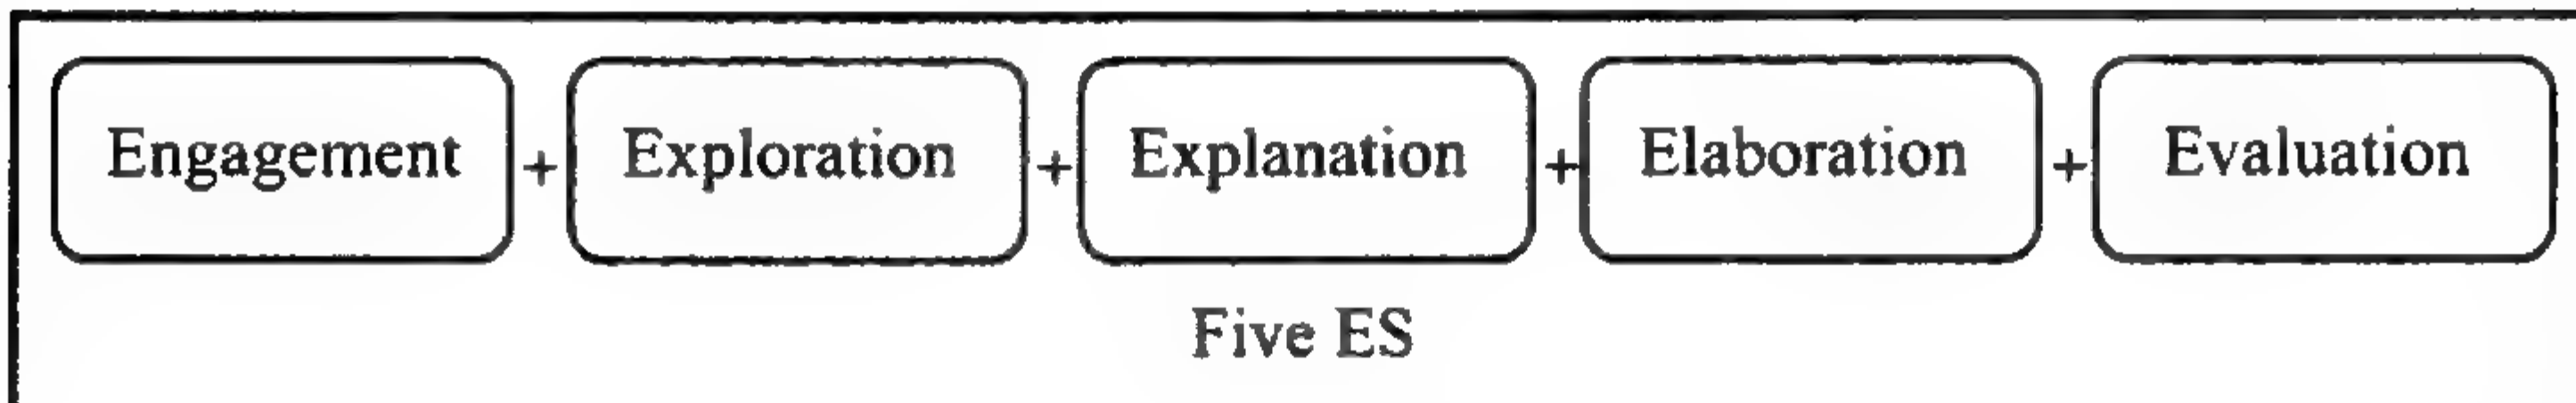 Engagement + Exploration + Explanation + Elaboration + Evaluation
Five ES